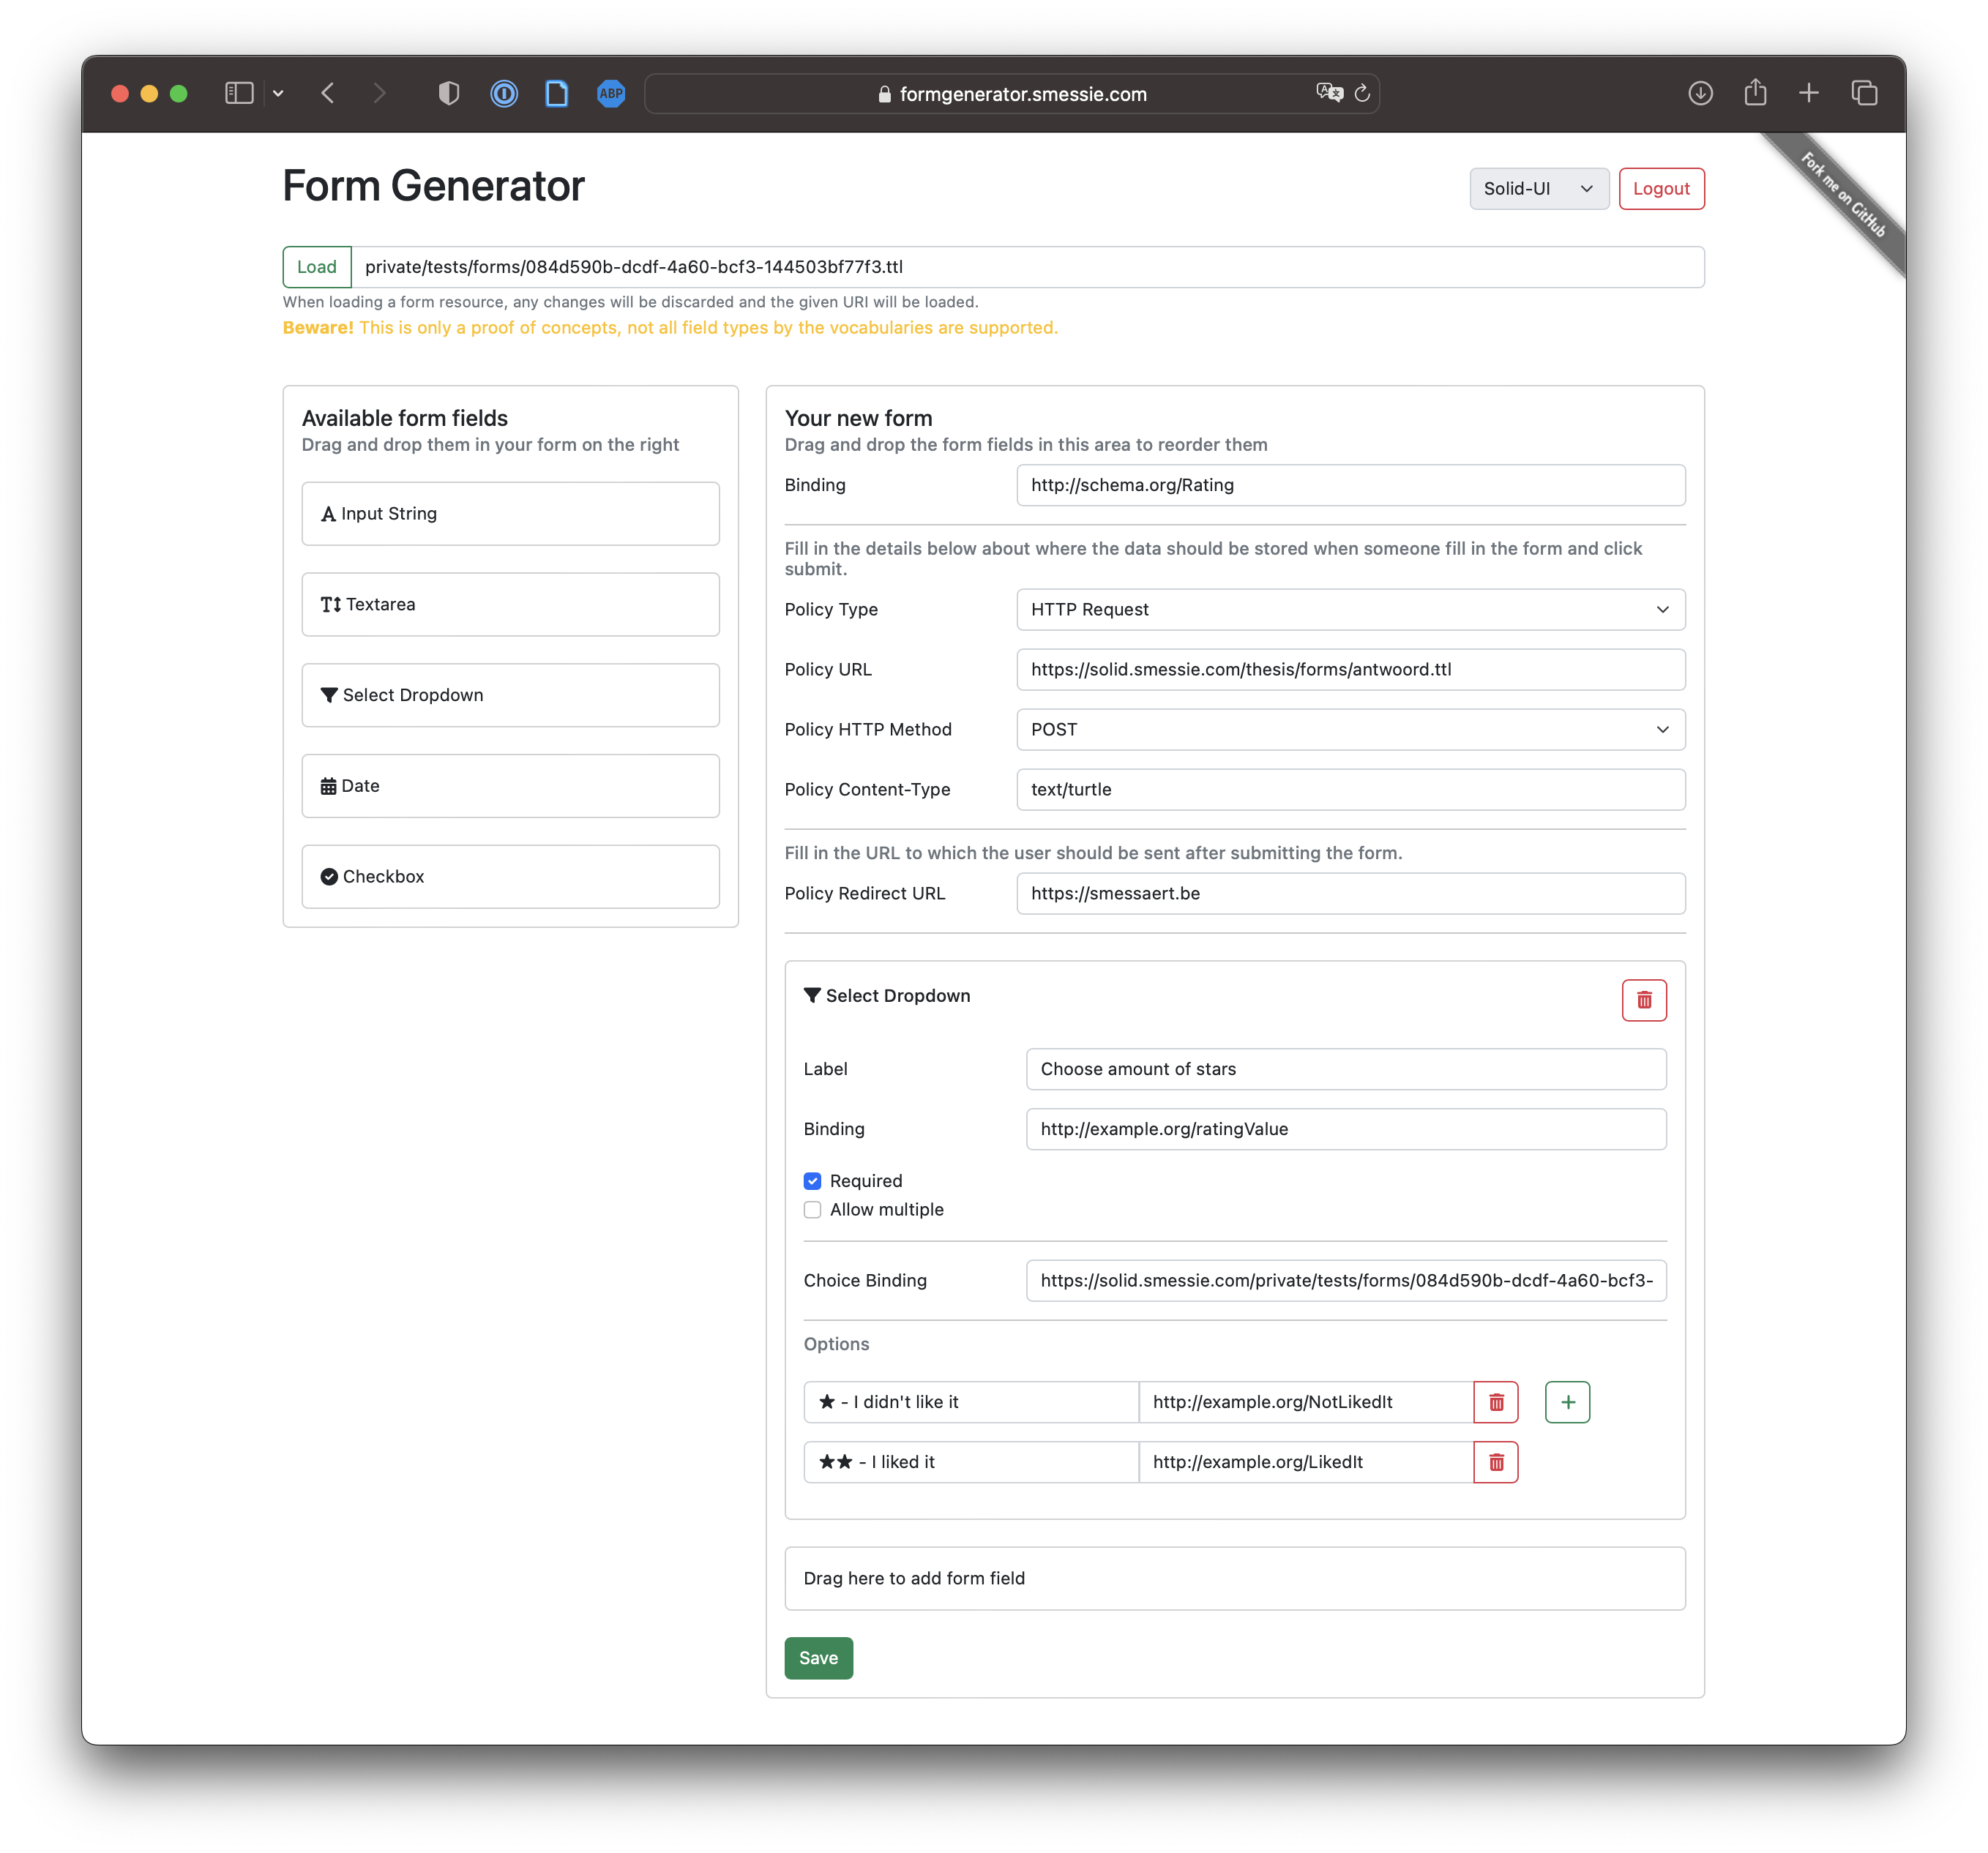 ABP
formgenerator.smessie.com
Form Generator
Solid-UI
Logout
Fork me on GitHub
Load
private/tests/forms/084d590b-dcdf-4a60-bcf3-144503bf77f3.ttl
When loading a form resource, any changes will be discarded and the given URI will be loaded.
Beware! This is only a proof of concepts, not all field types by the vocabularies are supported.
Available form fields
Drag and drop them in your form on the right
Input String
Textarea
Select Dropdown
Date
Checkbox
Your new form
Drag and drop the form fields in this area to reorder them
Binding
http://schema.org/Rating
Fill in the details below about where the data should be stored when someone fill in the form and click
submit.
Policy Type
HTTP Request
Policy URL
https://solid.smessie.com/thesis/forms/antwoord.ttl
Policy HTTP Method
POST
Policy Content-Type
text/turtle
Fill in the URL to which the user should be sent after submitting the form.
Policy Redirect URL
https://smessaert.be
Select Dropdown
Label
Choose amount of stars
Binding
http://example.org/ratingValue
Required
Allow multiple
Choice Binding
https://solid.smessie.com/private/tests/forms/084d590b-dcdf-4a60-bcf3-
Options
★ - I didn't like it
http://example.org/NotLikedIt
★★ - I liked it
http://example.org/LikedIt
Drag here to add form field
Save